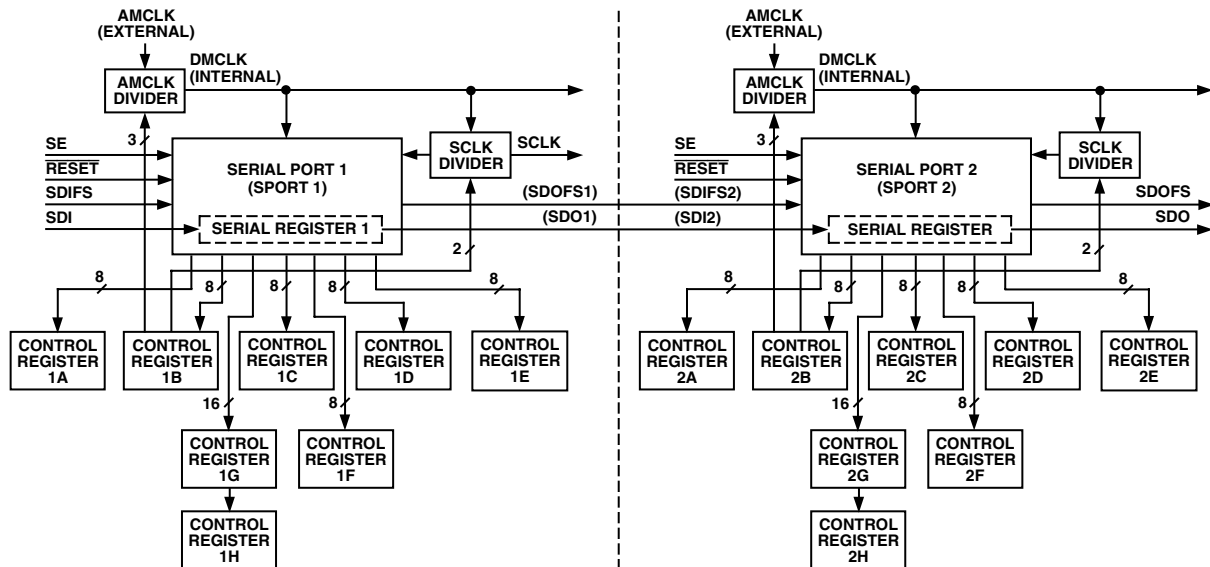 AMCLK
(EXTERNAL)
DMCLK
(INTERNAL)
AMCLK
DIVIDER
3
SE
RESET
SDIFS
SDI
SERIAL PORT 1
(SPORT 1)
SERIAL REGISTER 1
SCLK
DIVIDER
SCLK
(SDOFS1)
(SDO1)
2
8
8
8
8
8
CONTROL
REGISTER
1A
CONTROL
REGISTER
1B
CONTROL
REGISTER
1C
CONTROL
REGISTER
1D
CONTROL
REGISTER
1E
16
8
CONTROL
REGISTER
1G
CONTROL
REGISTER
1F
CONTROL
REGISTER
1H
AMCLK
(EXTERNAL)
DMCLK
(INTERNAL)
AMCLK
DIVIDER
3
SE
RESET
(SDIFS2)
(SDI2)
SERIAL PORT 2
(SPORT 2)
SERIAL REGISTER
SCLK
DIVIDER
SDOFS
SDO
2
8
8
8
8
8
CONTROL
REGISTER
2A
CONTROL
REGISTER
2B
CONTROL
REGISTER
2C
CONTROL
REGISTER
2D
CONTROL
REGISTER
2E
16
8
CONTROL
REGISTER
2G
CONTROL
REGISTER
2F
CONTROL
REGISTER
2H